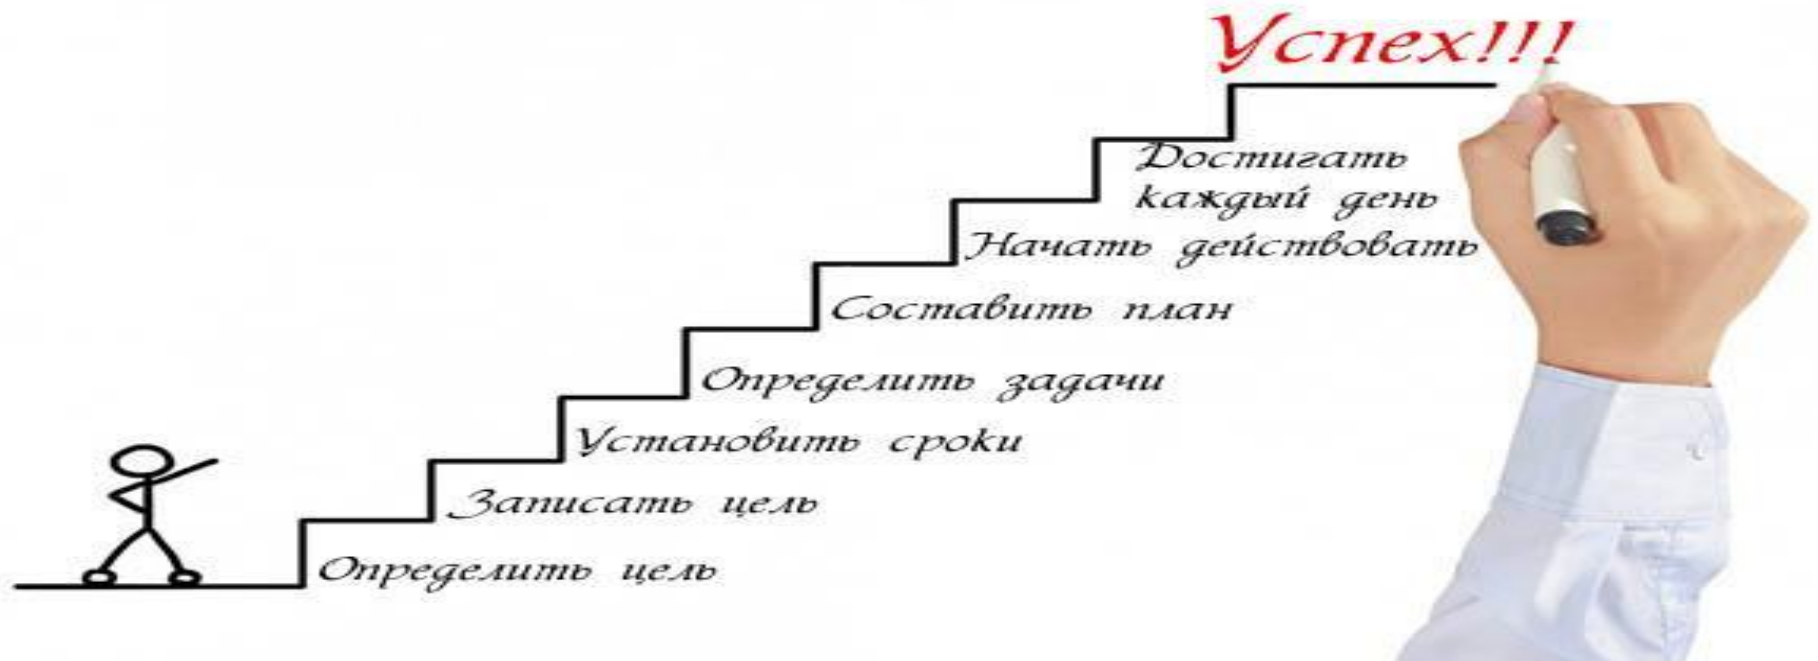 Успех!!!
Достигать
каждый день
Начать действовать
Составить план
Определить задачи
Установить сроки
Записать цель
Определить цель